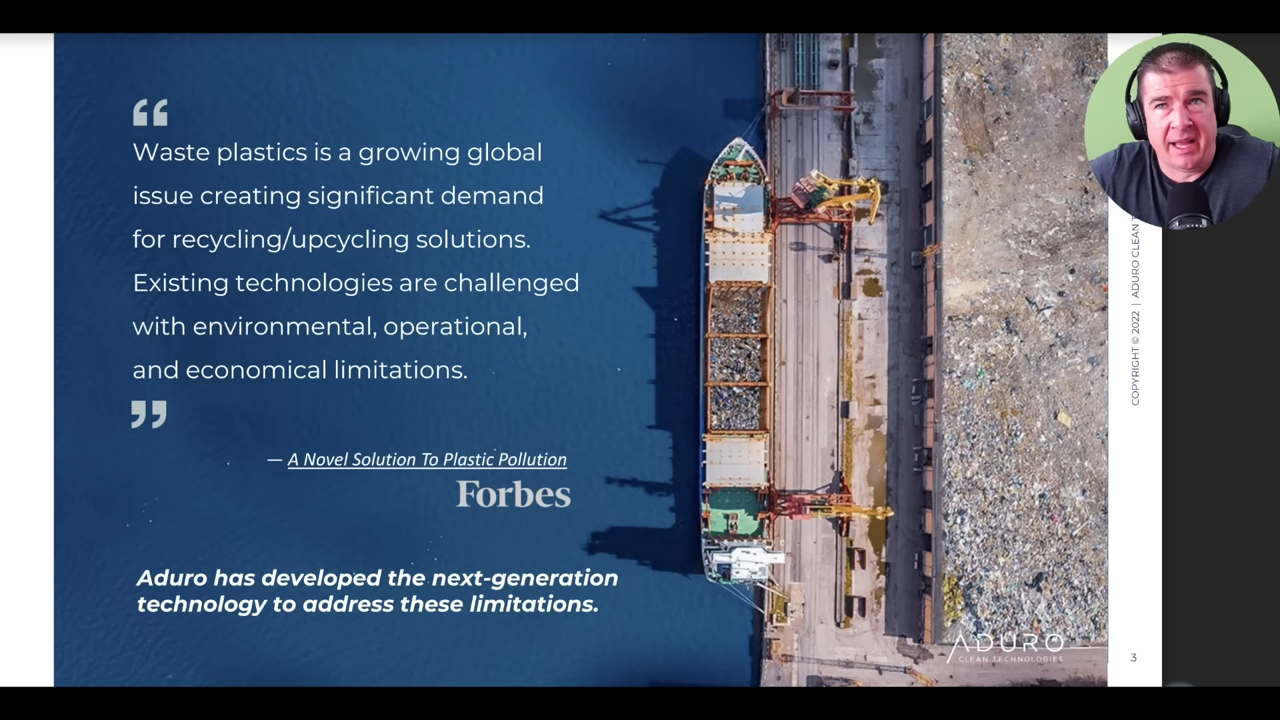 “
Waste plastics is a growing global
issue creating significant demand
for recycling/upcycling solutions.
Existing technologies are challenged
with environmental, operational,
and economical limitations.
”
— A Novel Solution To Plastic Pollution
Forbes
Aduro has developed the next-generation
technology to address these limitations.
ADURO
CLEAN TECHNOLOGIES
COPYRIGHT © 2022 | ADURO CLEAN
3